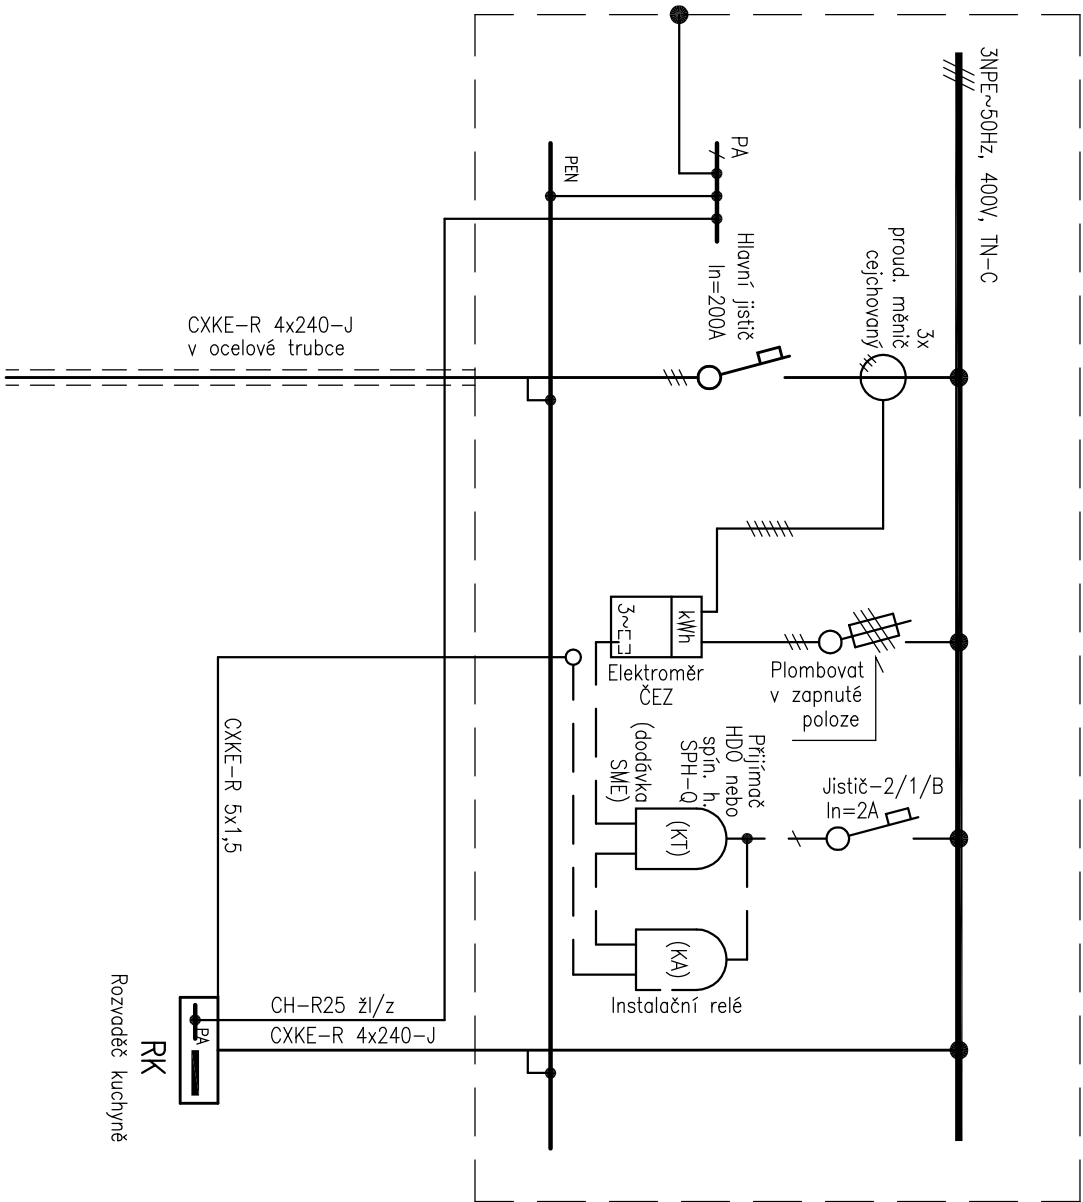 3NPE~50Hz, 400V, TN-C
PA
PEN
Hlavní jistič
In=200A
3x
proud. měnič
cejchovaný
CXKE-R 4x240-J
v ocelové trubce
kWh
3~
Elektroměr
ČEZ
Plombovat
v zapnuté
poloze
Přijímač
HDO nebo
spín. h.
SPH-Q
(dodávka
SME)
Jistič-2/1/B
In=2A
(KT)
(KA)
Instalační relé
CXKE-R 5x1,5
CH-R25 žl/z
CXKE-R 4x240-J
PA
RK
Rozvaděč kuchyně